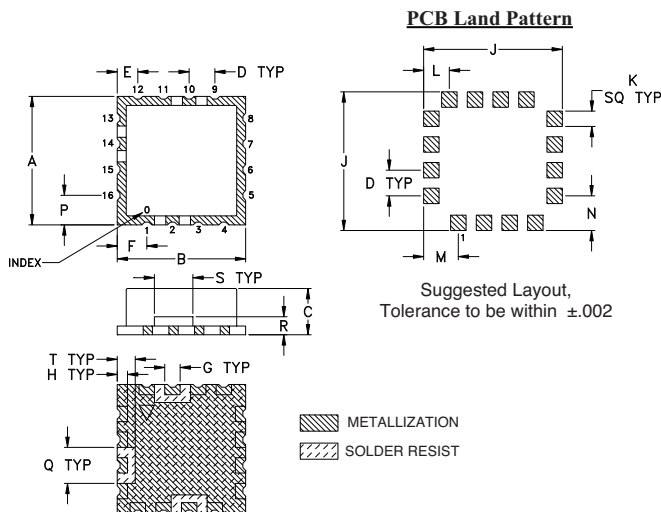 PCB Land Pattern
E
D TYP
12 11 10 9
13
14
15
16
8
7
6
5
A
P
0
1 2 3 4
F
INDEX
B
J
L
K
SQ TYP
J
D TYP
N
1
M
Suggested Layout,
Tolerance to be within ±.002
S TYP
C
R
T TYP
H TYP
G TYP
Q TYP
METALLIZATION
SOLDER RESIST